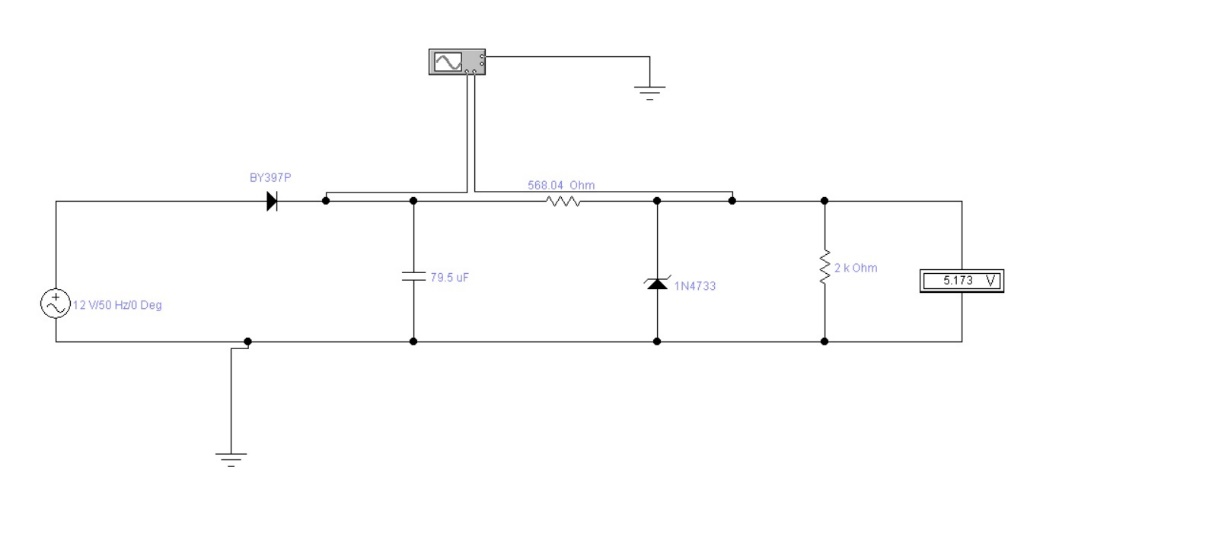 BY397P
568.04 Ohm
79.5 uF
1N4733
2 k Ohm
5.173 V
12 V/50 Hz/0 Deg
+